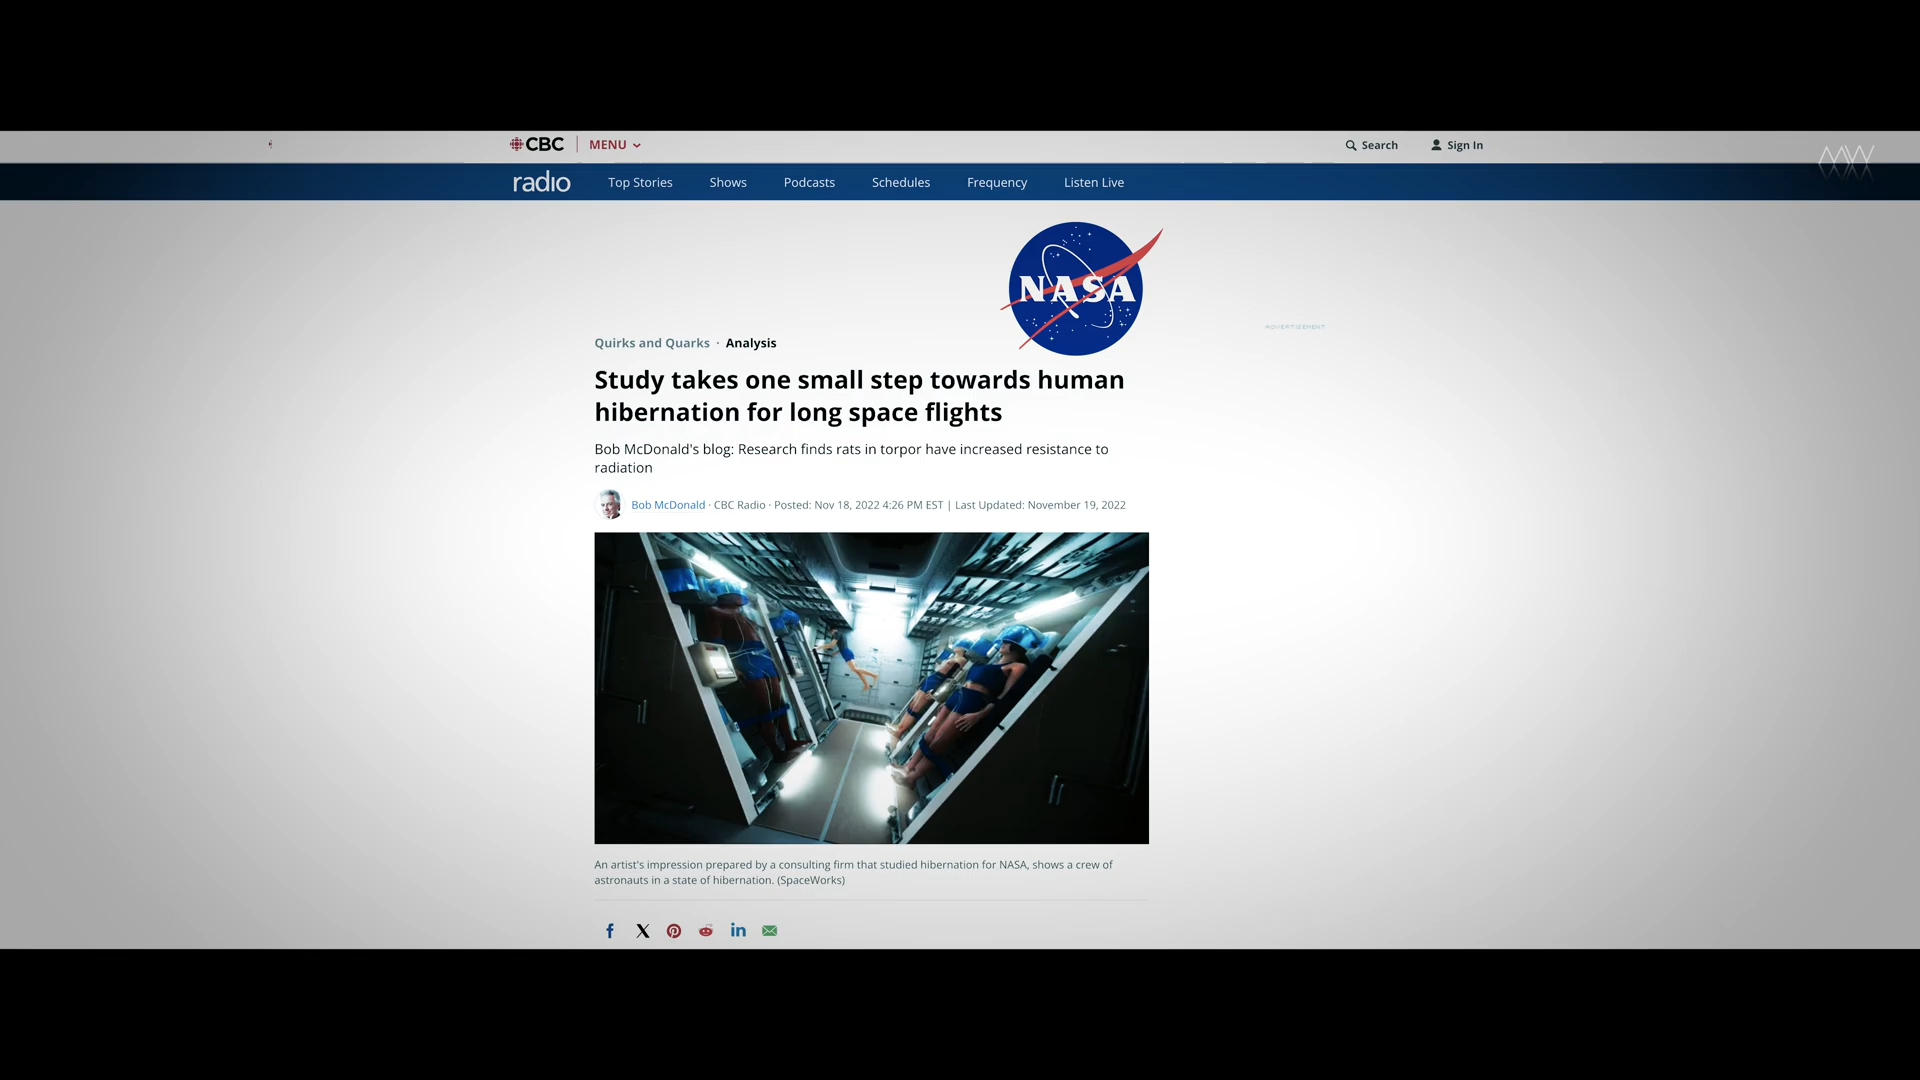 CBC MENU Search Sign In
radio Top Stories Shows Podcasts Schedules Frequency Listen Live
MW
NASA
ADVERTISEMENT
Quirks and Quarks · Analysis
Study takes one small step towards human
hibernation for long space flights
Bob McDonald's blog: Research finds rats in torpor have increased resistance to
radiation
Bob McDonald · CBC Radio · Posted: Nov 18, 2022 4:26 PM EST | Last Updated: November 19, 2022
An artist's impression prepared by a consulting firm that studied hibernation for NASA, shows a crew of
astronauts in a state of hibernation. (SpaceWorks)